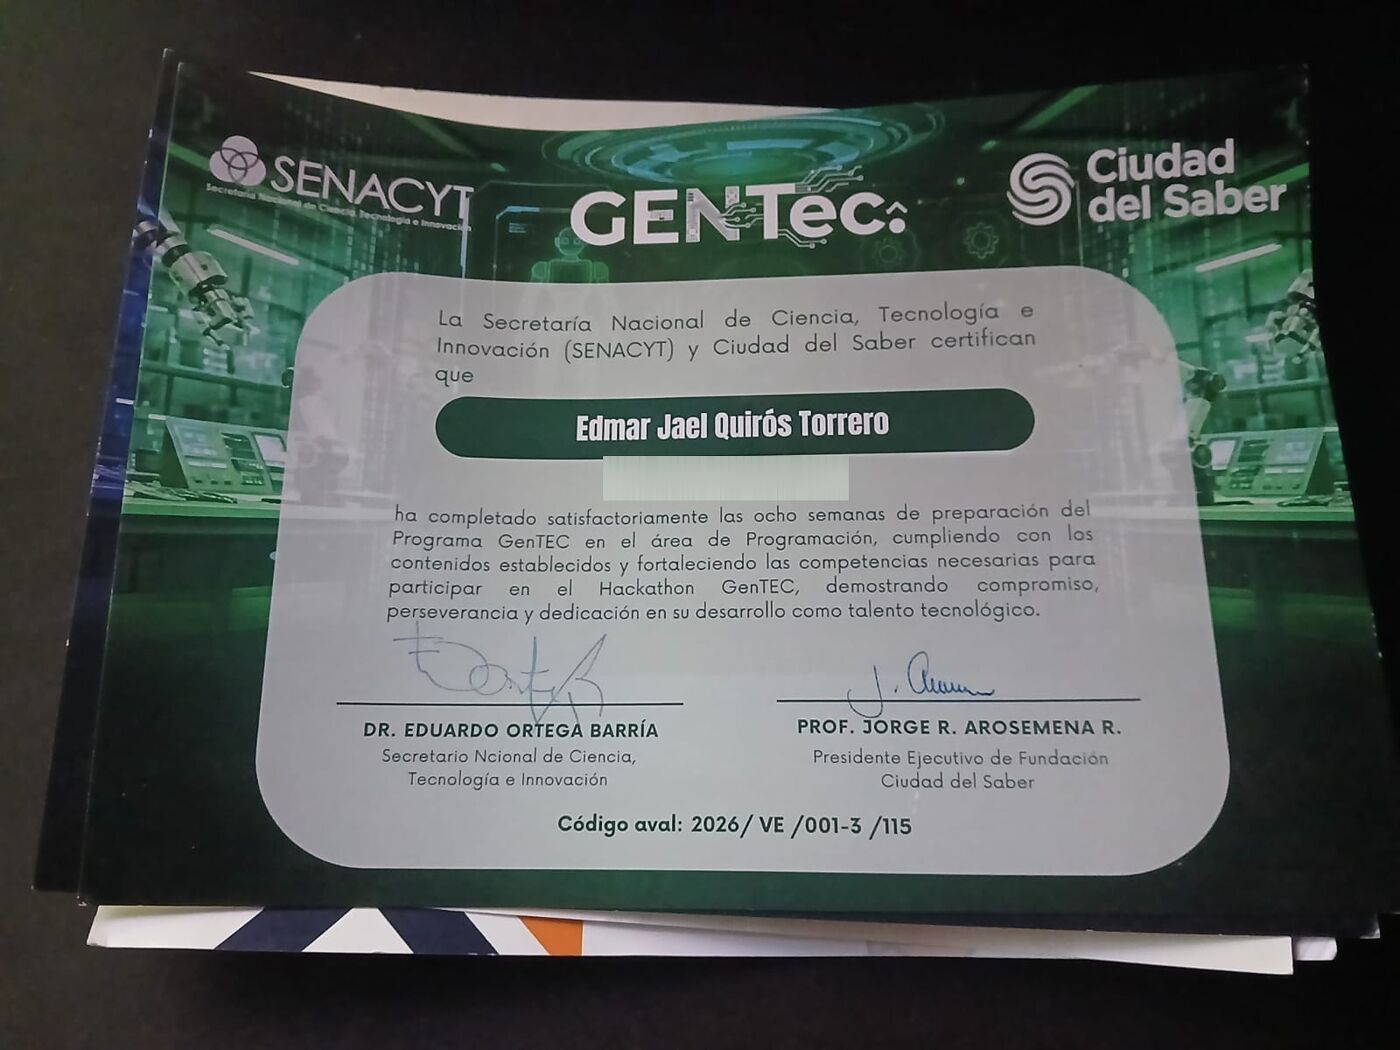 SENACYT
Secretaría Nacional de Ciencia Tecnología e Innovación
GENTec:
Ciudad
del Saber
La Secretaría Nacional de Ciencia, Tecnología e
Innovación (SENACYT) y Ciudad del Saber certifican
que
Edmar Jael Quirós Torrero
ha completado satisfactoriamente las ocho semanas de preparación del
Programa GenTEC en el área de Programación, cumpliendo con los
contenidos establecidos y fortaleciendo las competencias necesarias para
participar en el Hackathon GenTEC, demostrando compromiso,
perseverancia y dedicación en su desarrollo como talento tecnológico.
DR. EDUARDO ORTEGA BARRÍA
Secretario Ncional de Ciencia,
Tecnología e Innovación
PROF. JORGE R. AROSEMENA R.
Presidente Ejecutivo de Fundación
Ciudad del Saber
Código aval: 2026/ VE /001-3 /115